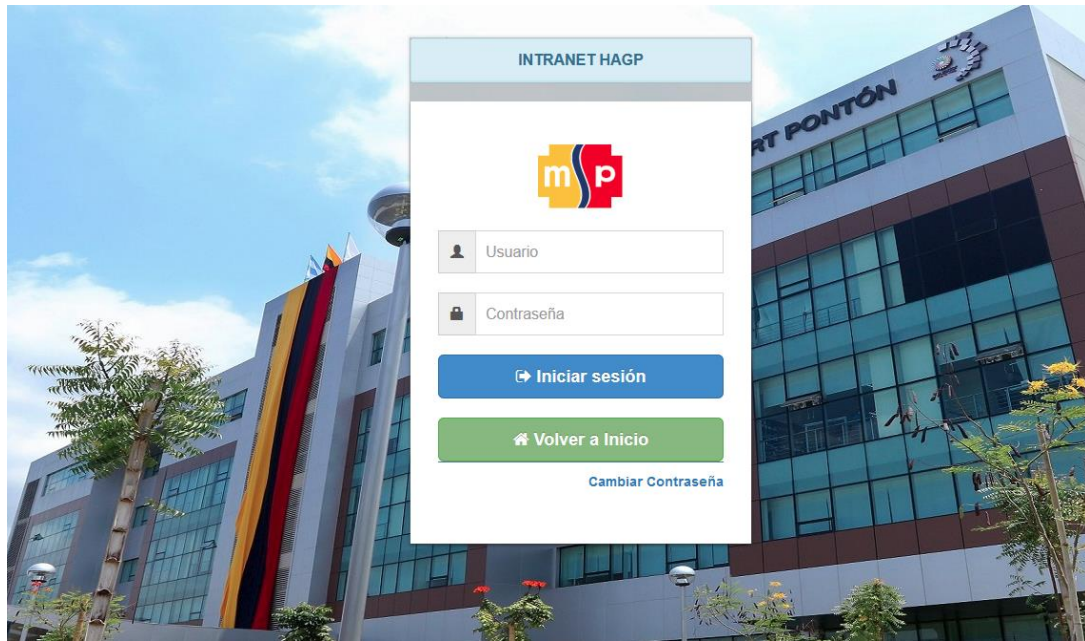 INTRANET HAGP
RT PONTÓN
msp
Usuario
Contraseña
Iniciar sesión
Volver a Inicio
Cambiar Contraseña